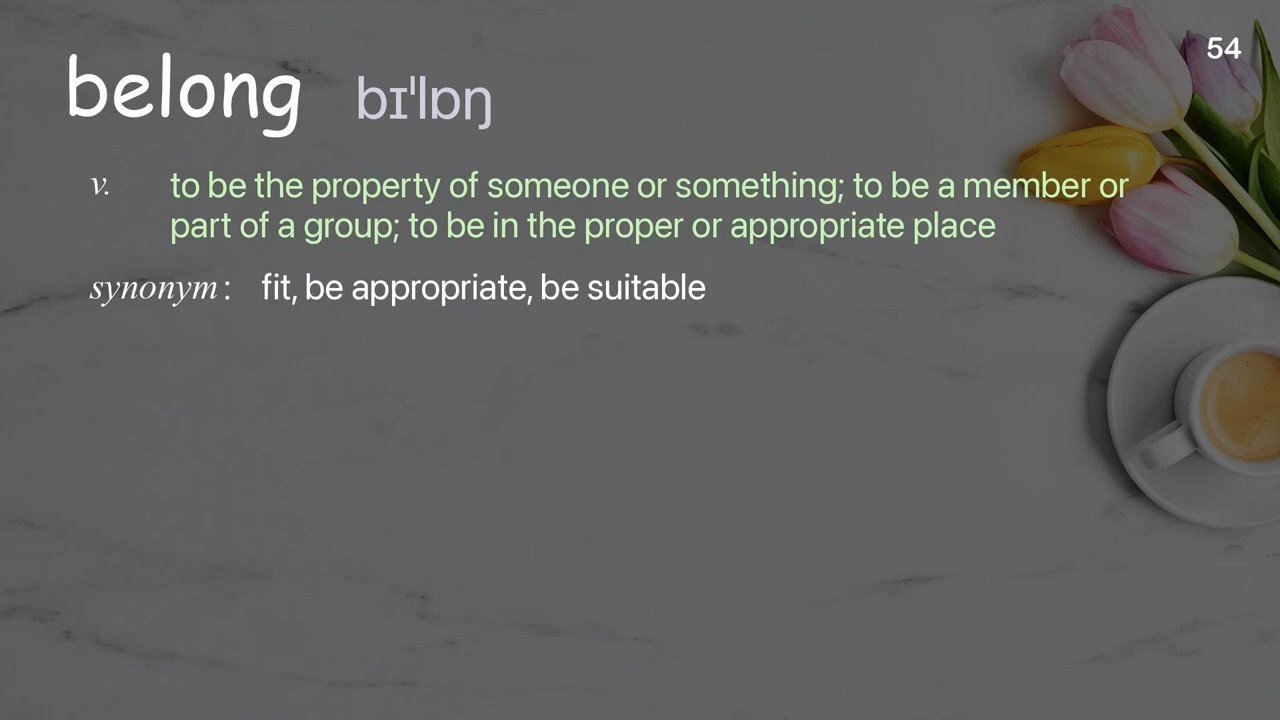 54
belong bɪˈlɒŋ
v. to be the property of someone or something; to be a member or
part of a group; to be in the proper or appropriate place
synonym: fit, be appropriate, be suitable